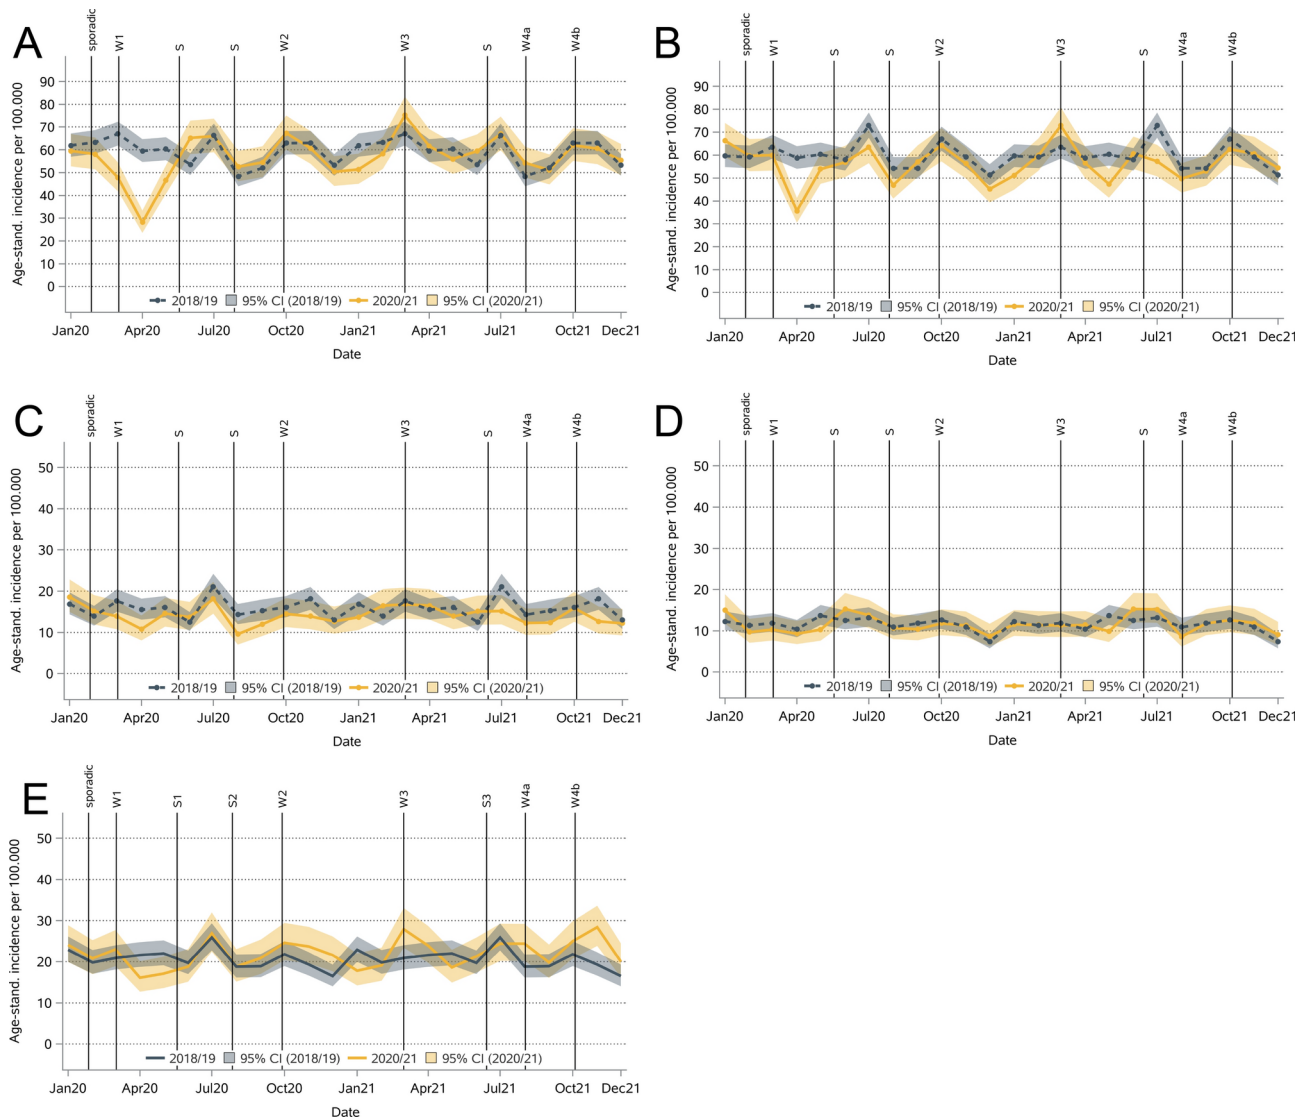 A
sporadic W1 S S W2 W3 S W4a W4b
Age-stand. incidence per 100.000
90
80
70
60
50
40
30
20
10
0
2018/19 95% CI (2018/19) 2020/21 95% CI (2020/21)
Jan20 Apr20 Jul20 Oct20 Jan21 Apr21 Jul21 Oct21 Dec21
Date
B
sporadic W1 S S W2 W3 S W4a W4b
Age-stand. incidence per 100.000
90
80
70
60
50
40
30
20
10
0
2018/19 95% CI (2018/19) 2020/21 95% CI (2020/21)
Jan20 Apr20 Jul20 Oct20 Jan21 Apr21 Jul21 Oct21 Dec21
Date
C
sporadic W1 S S W2 W3 S W4a W4b
Age-stand. incidence per 100.000
50
40
30
20
10
0
2018/19 95% CI (2018/19) 2020/21 95% CI (2020/21)
Jan20 Apr20 Jul20 Oct20 Jan21 Apr21 Jul21 Oct21 Dec21
Date
D
sporadic W1 S S W2 W3 S W4a W4b
Age-stand. incidence per 100.000
50
40
30
20
10
0
2018/19 95% CI (2018/19) 2020/21 95% CI (2020/21)
Jan20 Apr20 Jul20 Oct20 Jan21 Apr21 Jul21 Oct21 Dec21
Date
E
sporadic W1 S1 S2 W2 W3 S3 W4a W4b
Age-stand. incidence per 100.000
50
40
30
20
10
0
2018/19 95% CI (2018/19) 2020/21 95% CI (2020/21)
Jan20 Apr20 Jul20 Oct20 Jan21 Apr21 Jul21 Oct21 Dec21
Date